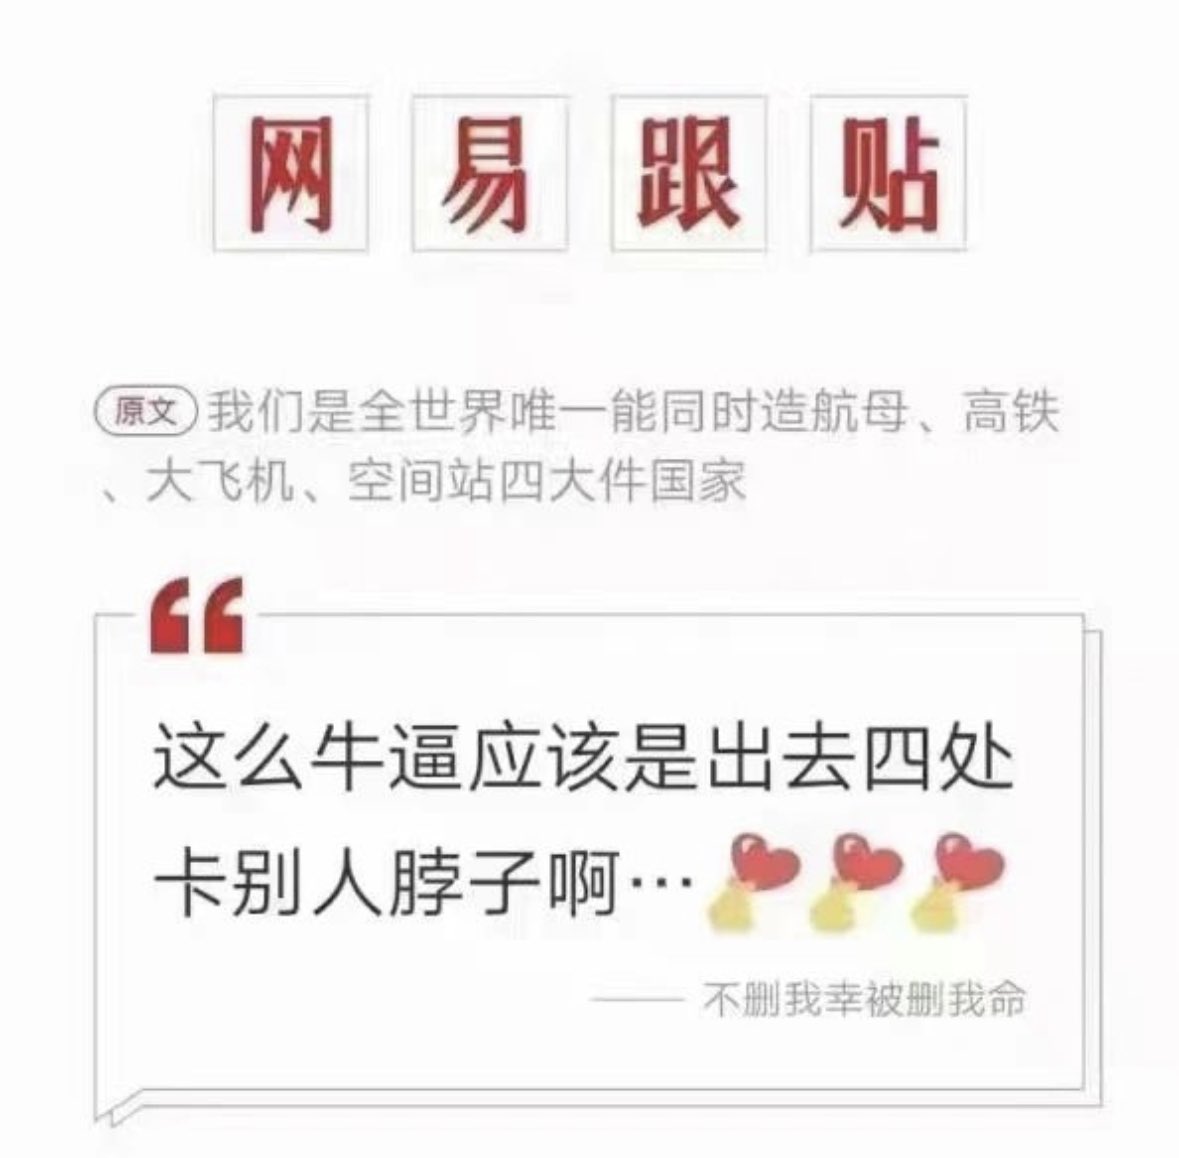 网易跟贴
原文 我们是全世界唯一能同时造航母、高铁
、大飞机、空间站四大件国家
“
这么牛逼应该是出去四处
卡别人脖子啊…
—— 不删我幸被删我命